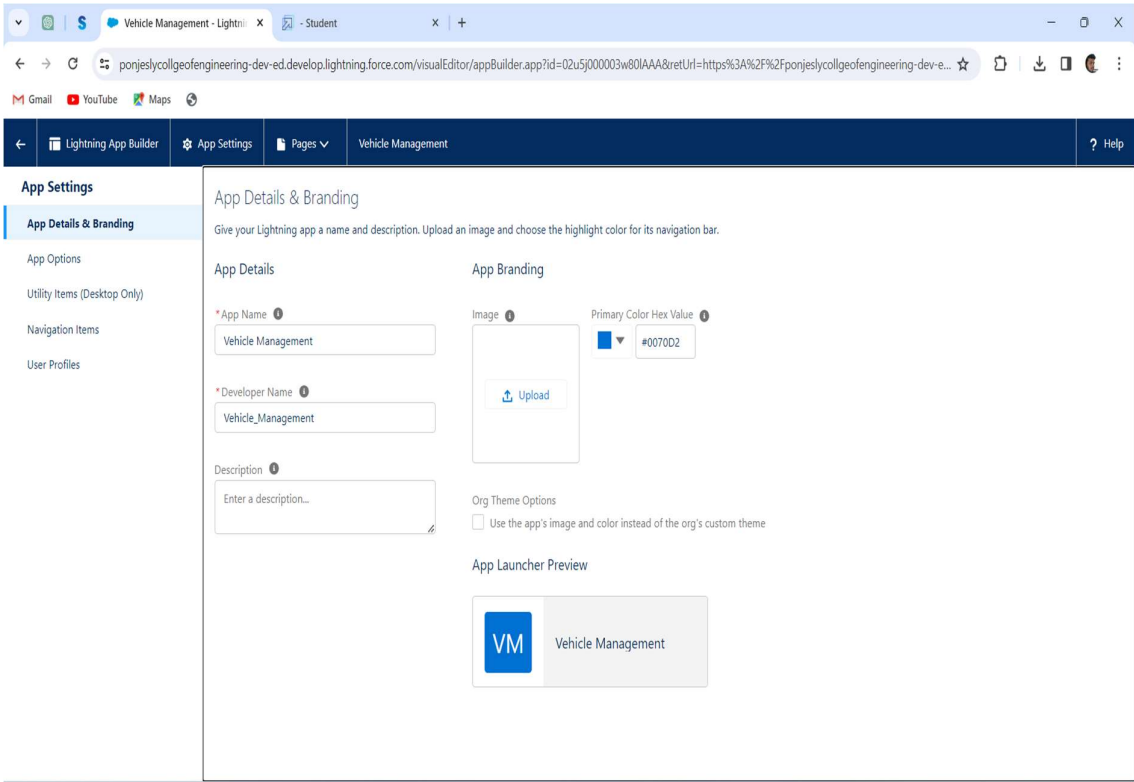 Vehicle Management - Lightni
- Student
ponjeslycollgeofengineering-dev-ed.develop.lightning.force.com/visualEditor/appBuilder.app?id=02u5j000003w80lAAA&retUrl=https%3A%2F%2Fponjeslycollgeofengineering-dev-e...
Gmail YouTube Maps
Lightning App Builder App Settings Pages Vehicle Management ? Help
App Settings
App Details & Branding
App Options
Utility Items (Desktop Only)
Navigation Items
User Profiles
App Details & Branding
Give your Lightning app a name and description. Upload an image and choose the highlight color for its navigation bar.
App Details
*App Name
Vehicle Management
*Developer Name
Vehicle_Management
Description
Enter a description...
App Branding
Image
Upload
Primary Color Hex Value
#0070D2
Org Theme Options
Use the app's image and color instead of the org's custom theme
App Launcher Preview
VM
Vehicle Management